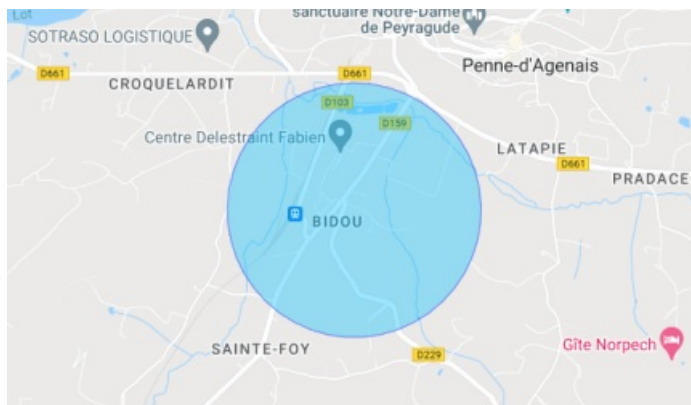 Lot
sanctuaire Notre-Dame
de Peyragude
SOTRASO LOGISTIQUE
Penne-d'Agenais
D661
D661
CROQUELARDIT
D103
D159
Centre Delestraint Fabien
LATAPIE
D661
PRADACE
BIDOU
SAINTE-FOY
D229
Gîte Norpech